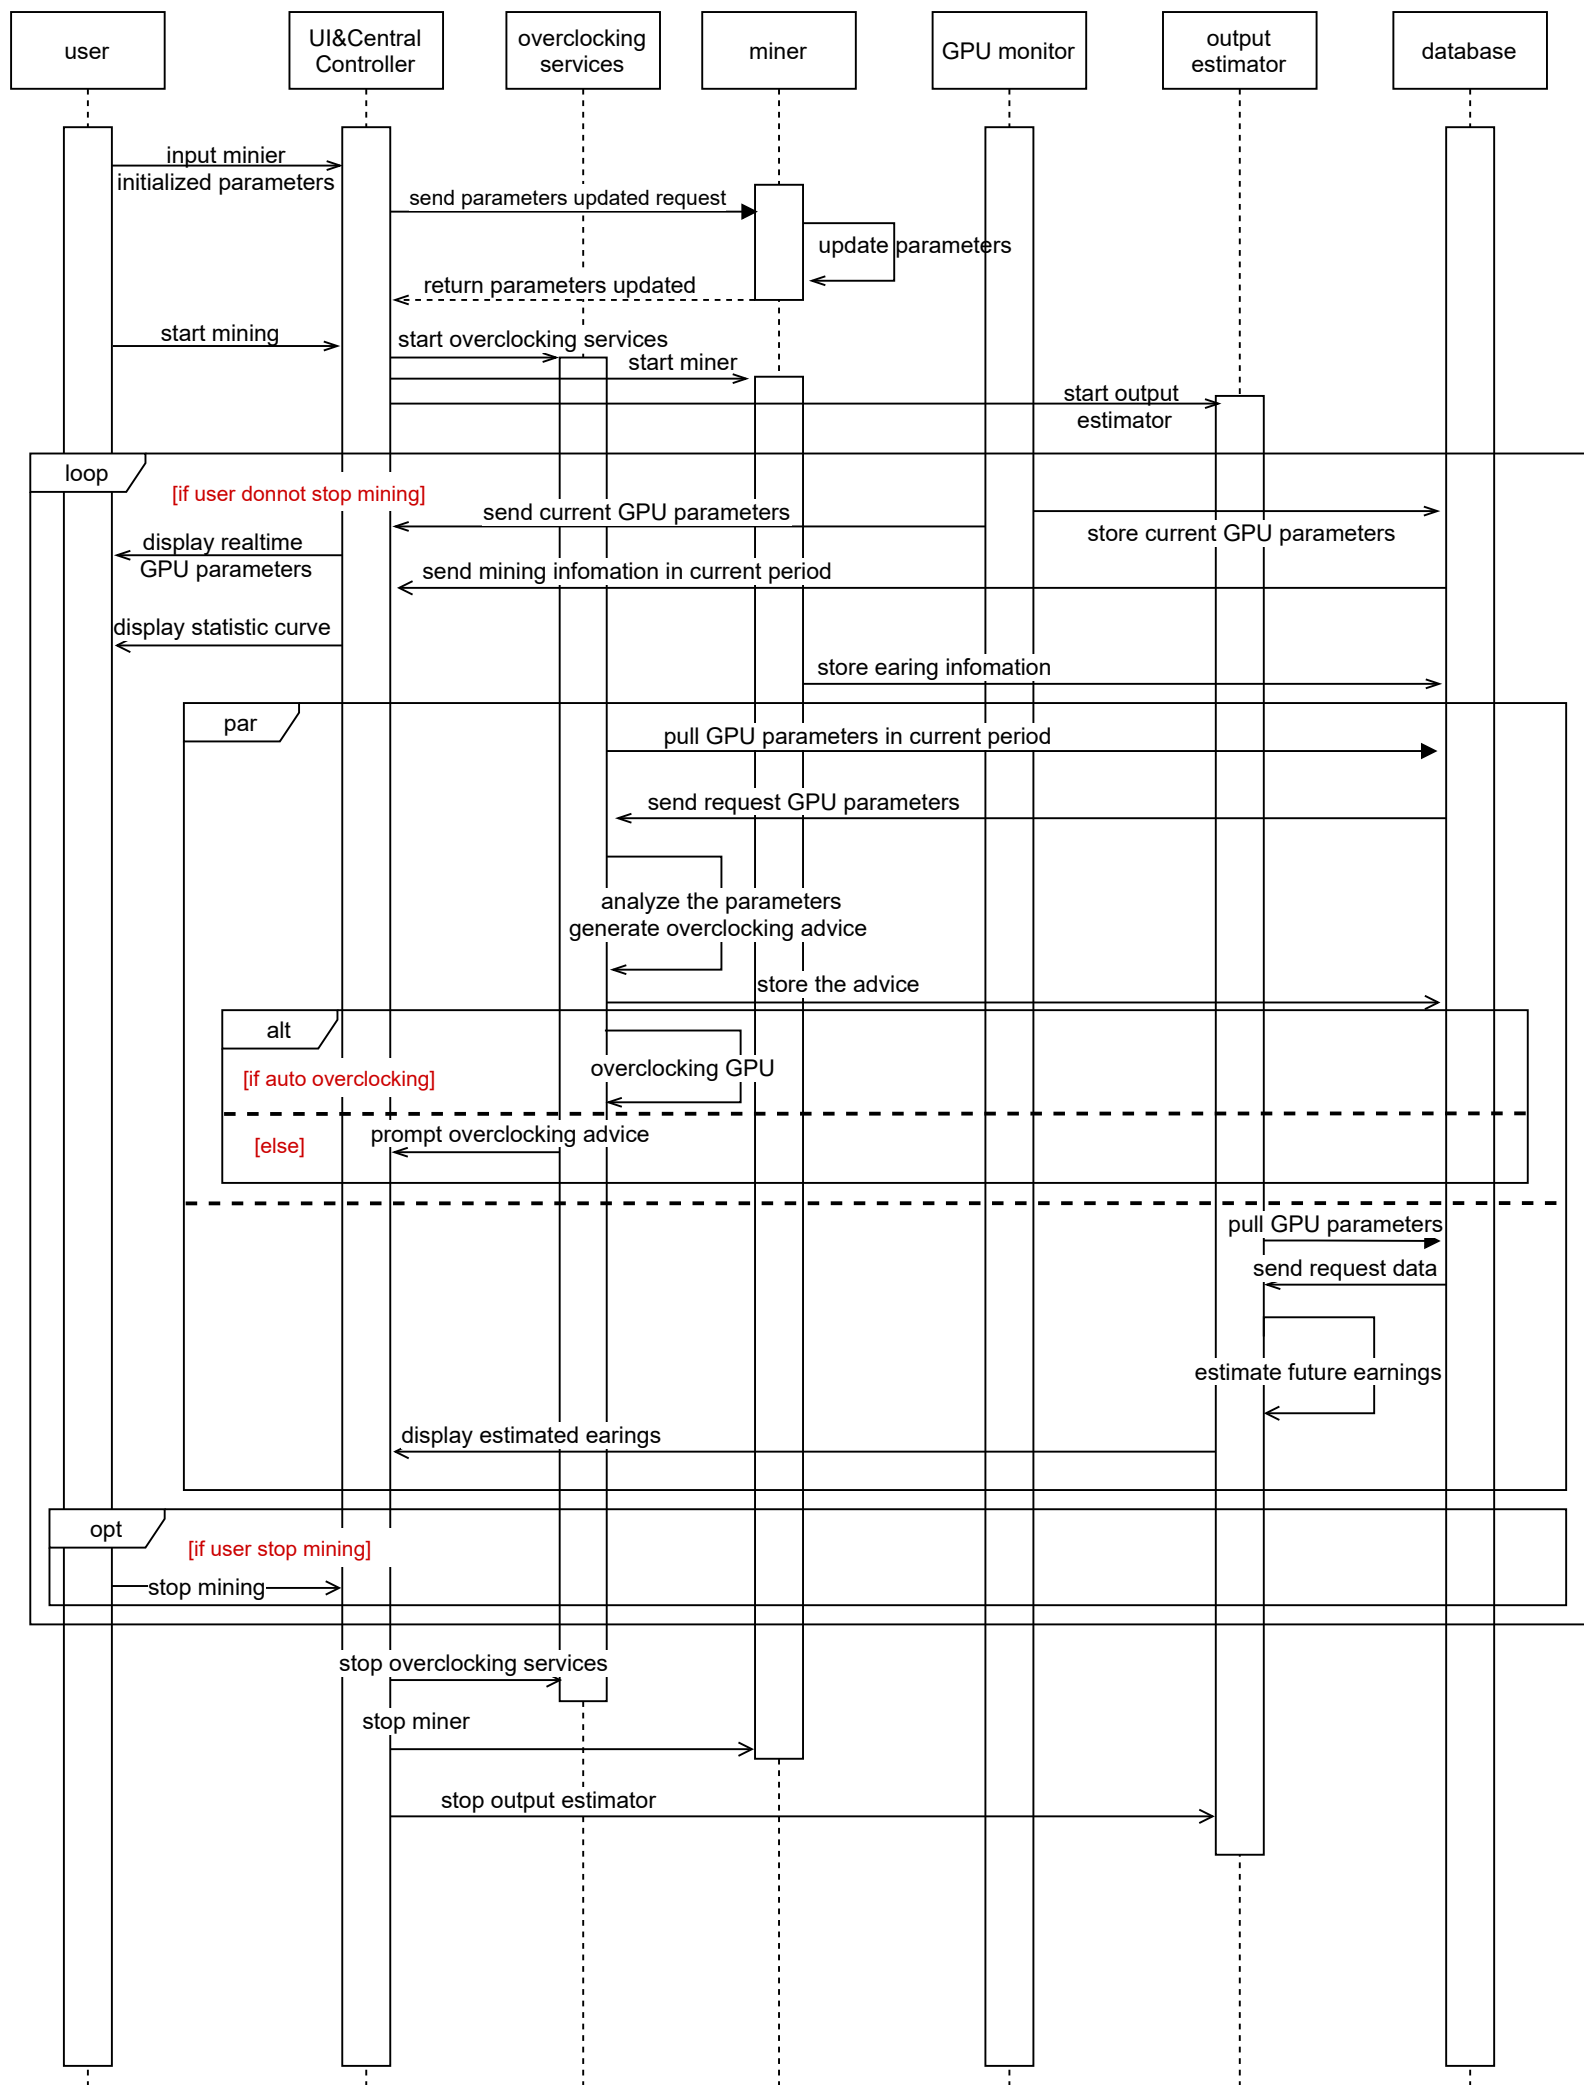 user
UI&Central
Controller
overclocking
services
miner
GPU monitor
output
estimator
database
input minier
initialized parameters
send parameters updated request
update parameters
return parameters updated
start mining
start overclocking services
start miner
start output
estimator
loop
[if user donnot stop mining]
send current GPU parameters
store current GPU parameters
display realtime
GPU parameters
send mining infomation in current period
display statistic curve
store earing infomation
par
pull GPU parameters in current period
send request GPU parameters
analyze the parameters
generate overclocking advice
store the advice
alt
overclocking GPU
[if auto overclocking]
prompt overclocking advice
[else]
pull GPU parameters
send request data
estimate future earnings
display estimated earings
opt
[if user stop mining]
stop mining
stop overclocking services
stop miner
stop output estimator